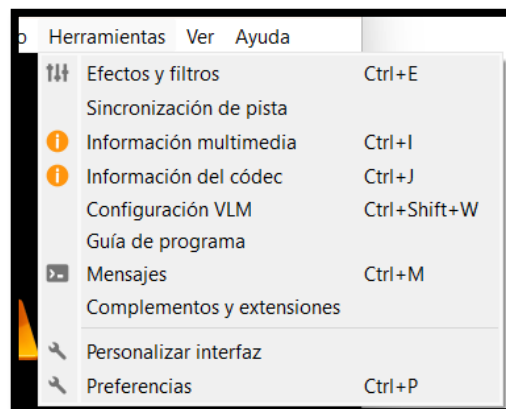 o Herramientas Ver Ayuda
Efectos y filtros Ctrl+E
Sincronización de pista
Información multimedia Ctrl+I
Información del códec Ctrl+J
Configuración VLM Ctrl+Shift+W
Guía de programa
Mensajes Ctrl+M
Complementos y extensiones
Personalizar interfaz
Preferencias Ctrl+P